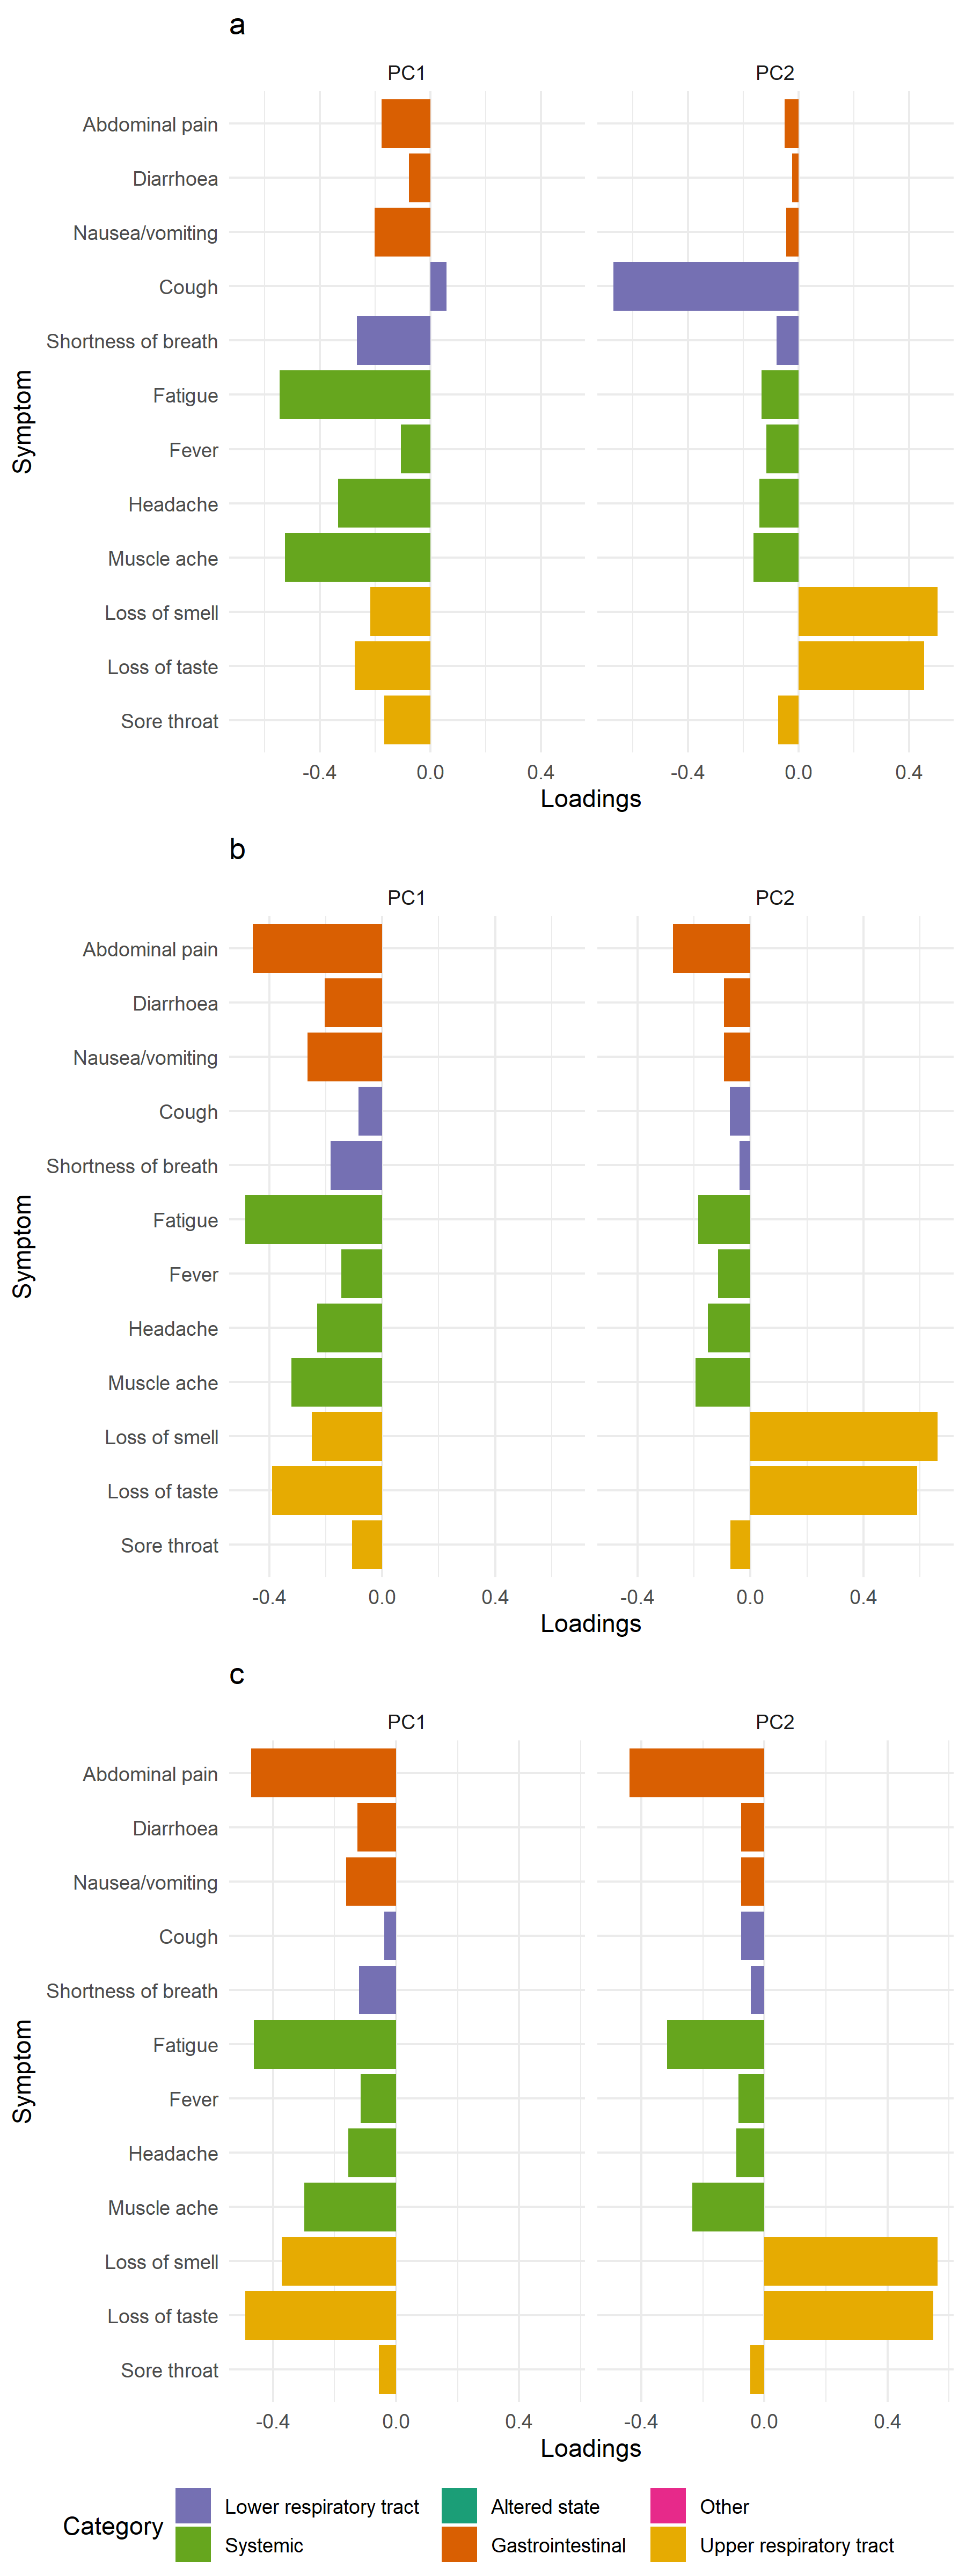 a
PC1 PC2
Abdominal pain
Diarrhoea
Nausea/vomiting
Cough
Shortness of breath
Fatigue
Fever
Headache
Muscle ache
Loss of smell
Loss of taste
Sore throat
Symptom
-0.4 0.0 0.4 -0.4 0.0 0.4
Loadings
b
PC1 PC2
Abdominal pain
Diarrhoea
Nausea/vomiting
Cough
Shortness of breath
Fatigue
Fever
Headache
Muscle ache
Loss of smell
Loss of taste
Sore throat
Symptom
-0.4 0.0 0.4 -0.4 0.0 0.4
Loadings
c
PC1 PC2
Abdominal pain
Diarrhoea
Nausea/vomiting
Cough
Shortness of breath
Fatigue
Fever
Headache
Muscle ache
Loss of smell
Loss of taste
Sore throat
Symptom
-0.4 0.0 0.4 -0.4 0.0 0.4
Loadings
Category
Lower respiratory tract Altered state Other
Systemic Gastrointestinal Upper respiratory tract